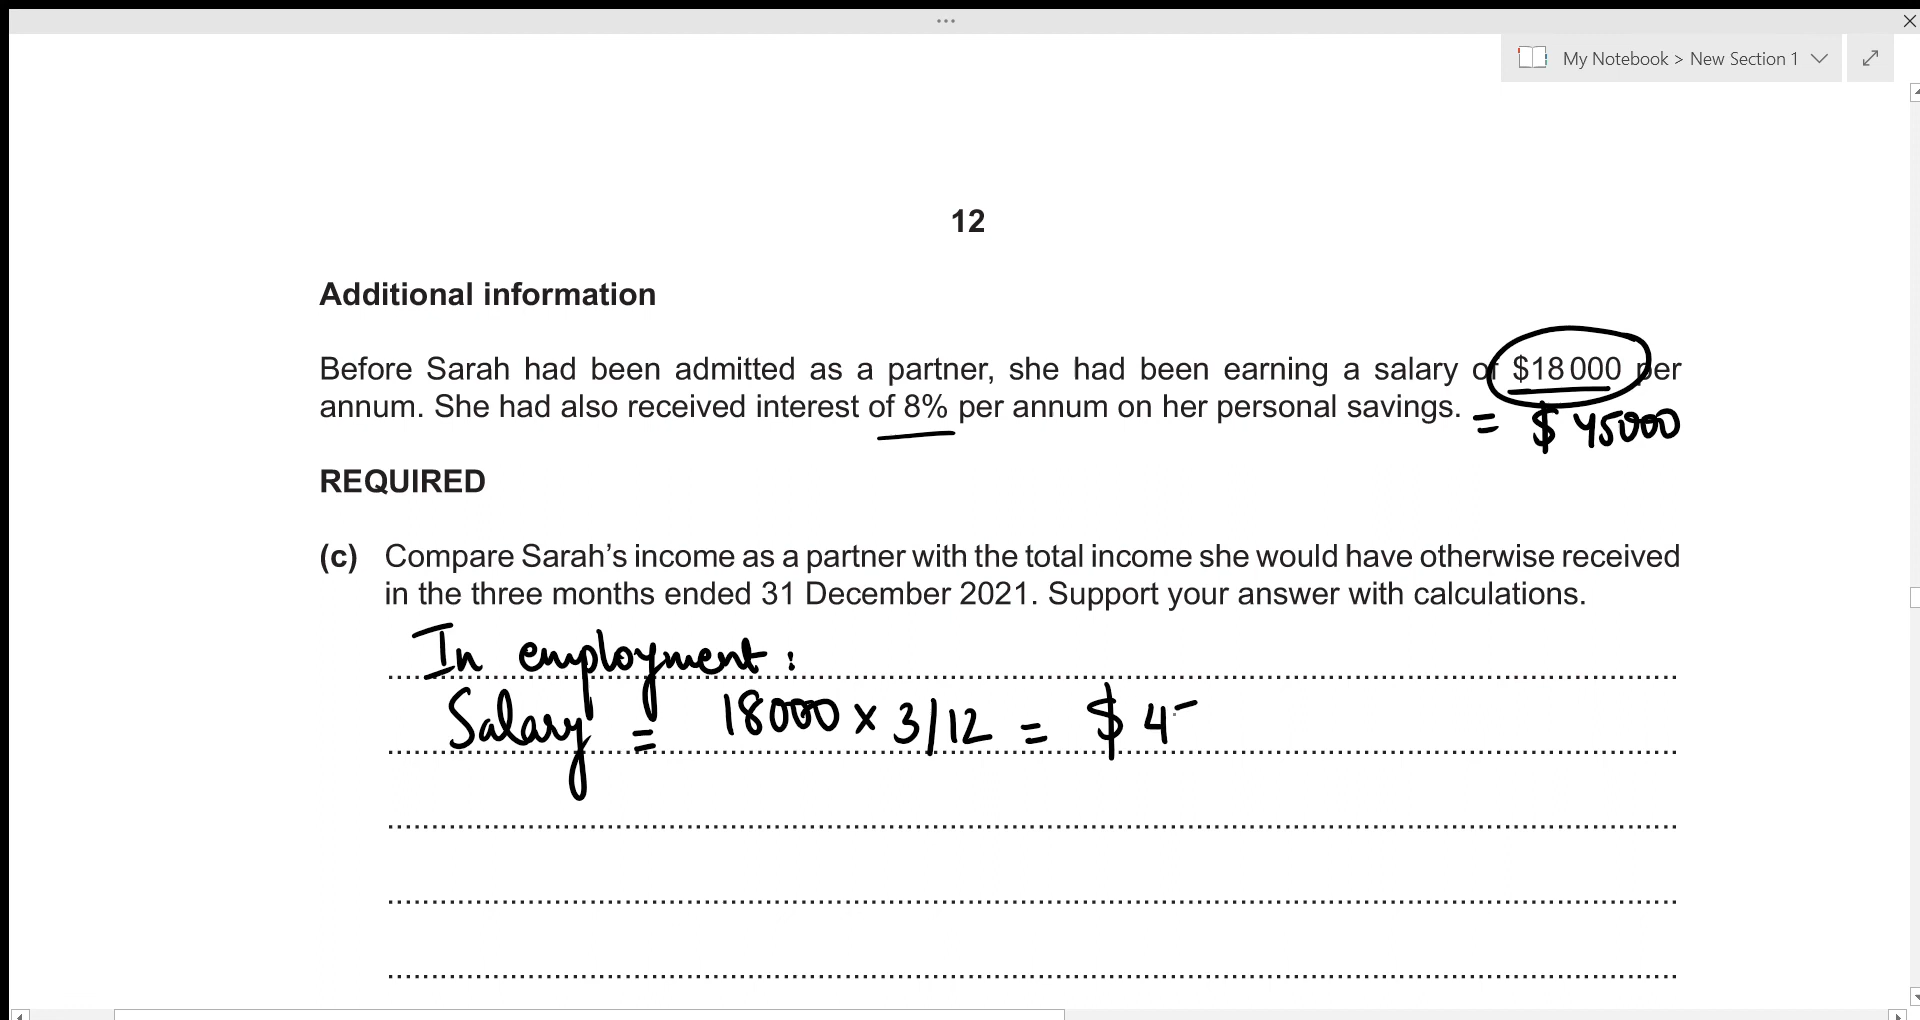 ...
My Notebook > New Section 1
12
Additional information
Before Sarah had been admitted as a partner, she had been earning a salary of $18 000 per
annum. She had also received interest of 8% per annum on her personal savings. = $ 45000
REQUIRED
(c) Compare Sarah’s income as a partner with the total income she would have otherwise received
in the three months ended 31 December 2021. Support your answer with calculations.
In employment:
Salary = 18000 × 3/12 = $ 4